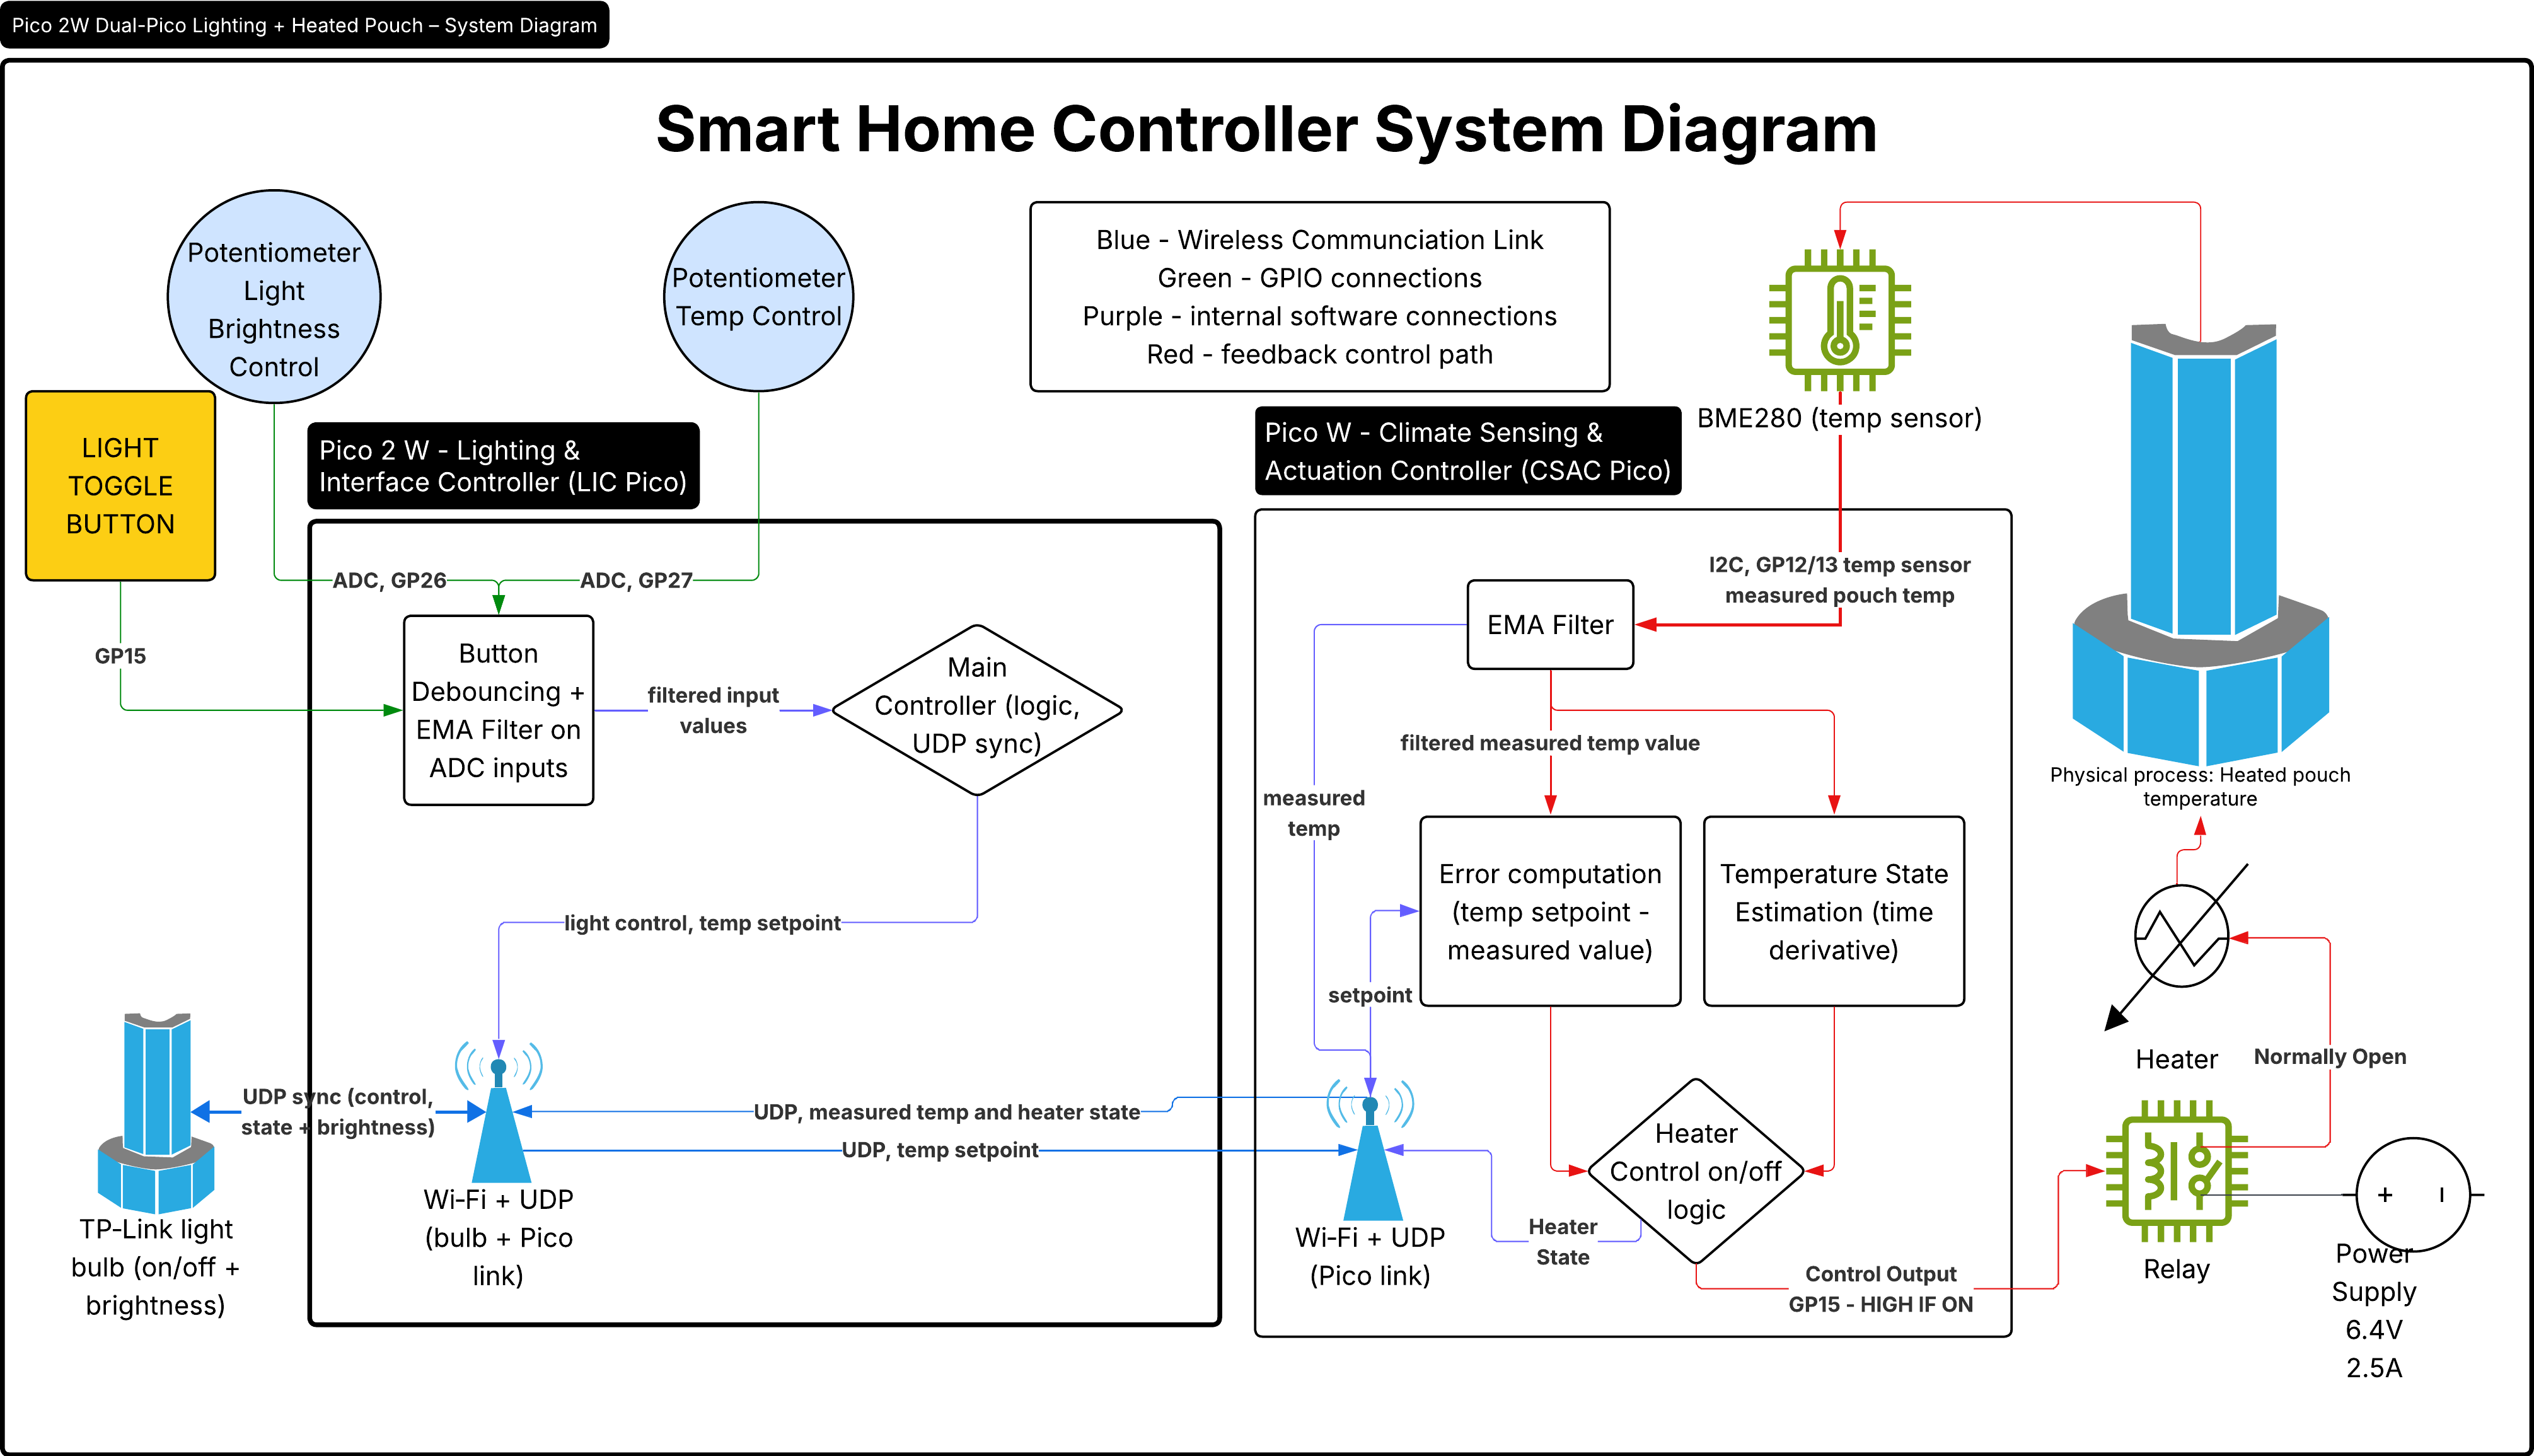 Pico 2W Dual-Pico Lighting + Heated Pouch – System Diagram
Smart Home Controller System Diagram
Potentiometer
Light
Brightness
Control
Potentiometer
Temp Control
Blue - Wireless Communciation Link
Green - GPIO connections
Purple - internal software connections
Red - feedback control path
BME280 (temp sensor)
LIGHT
TOGGLE
BUTTON
Pico 2 W - Lighting &
Interface Controller (LIC Pico)
Pico W - Climate Sensing &
Actuation Controller (CSAC Pico)
ADC, GP26
ADC, GP27
GP15
Button
Debouncing +
EMA Filter on
ADC inputs
filtered input
values
Main
Controller (logic,
UDP sync)
light control, temp setpoint
I2C, GP12/13 temp sensor
measured pouch temp
EMA Filter
filtered measured temp value
measured
temp
Error computation
(temp setpoint -
measured value)
Temperature State
Estimation (time
derivative)
setpoint
Physical process: Heated pouch
temperature
Heater
Normally Open
UDP sync (control,
state + brightness)
UDP, measured temp and heater state
UDP, temp setpoint
TP-Link light
bulb (on/off +
brightness)
Wi-Fi + UDP
(bulb + Pico
link)
Wi-Fi + UDP
(Pico link)
Heater
State
Heater
Control on/off
logic
Control Output
GP15 - HIGH IF ON
Relay
+ -
Power
Supply
6.4V
2.5A